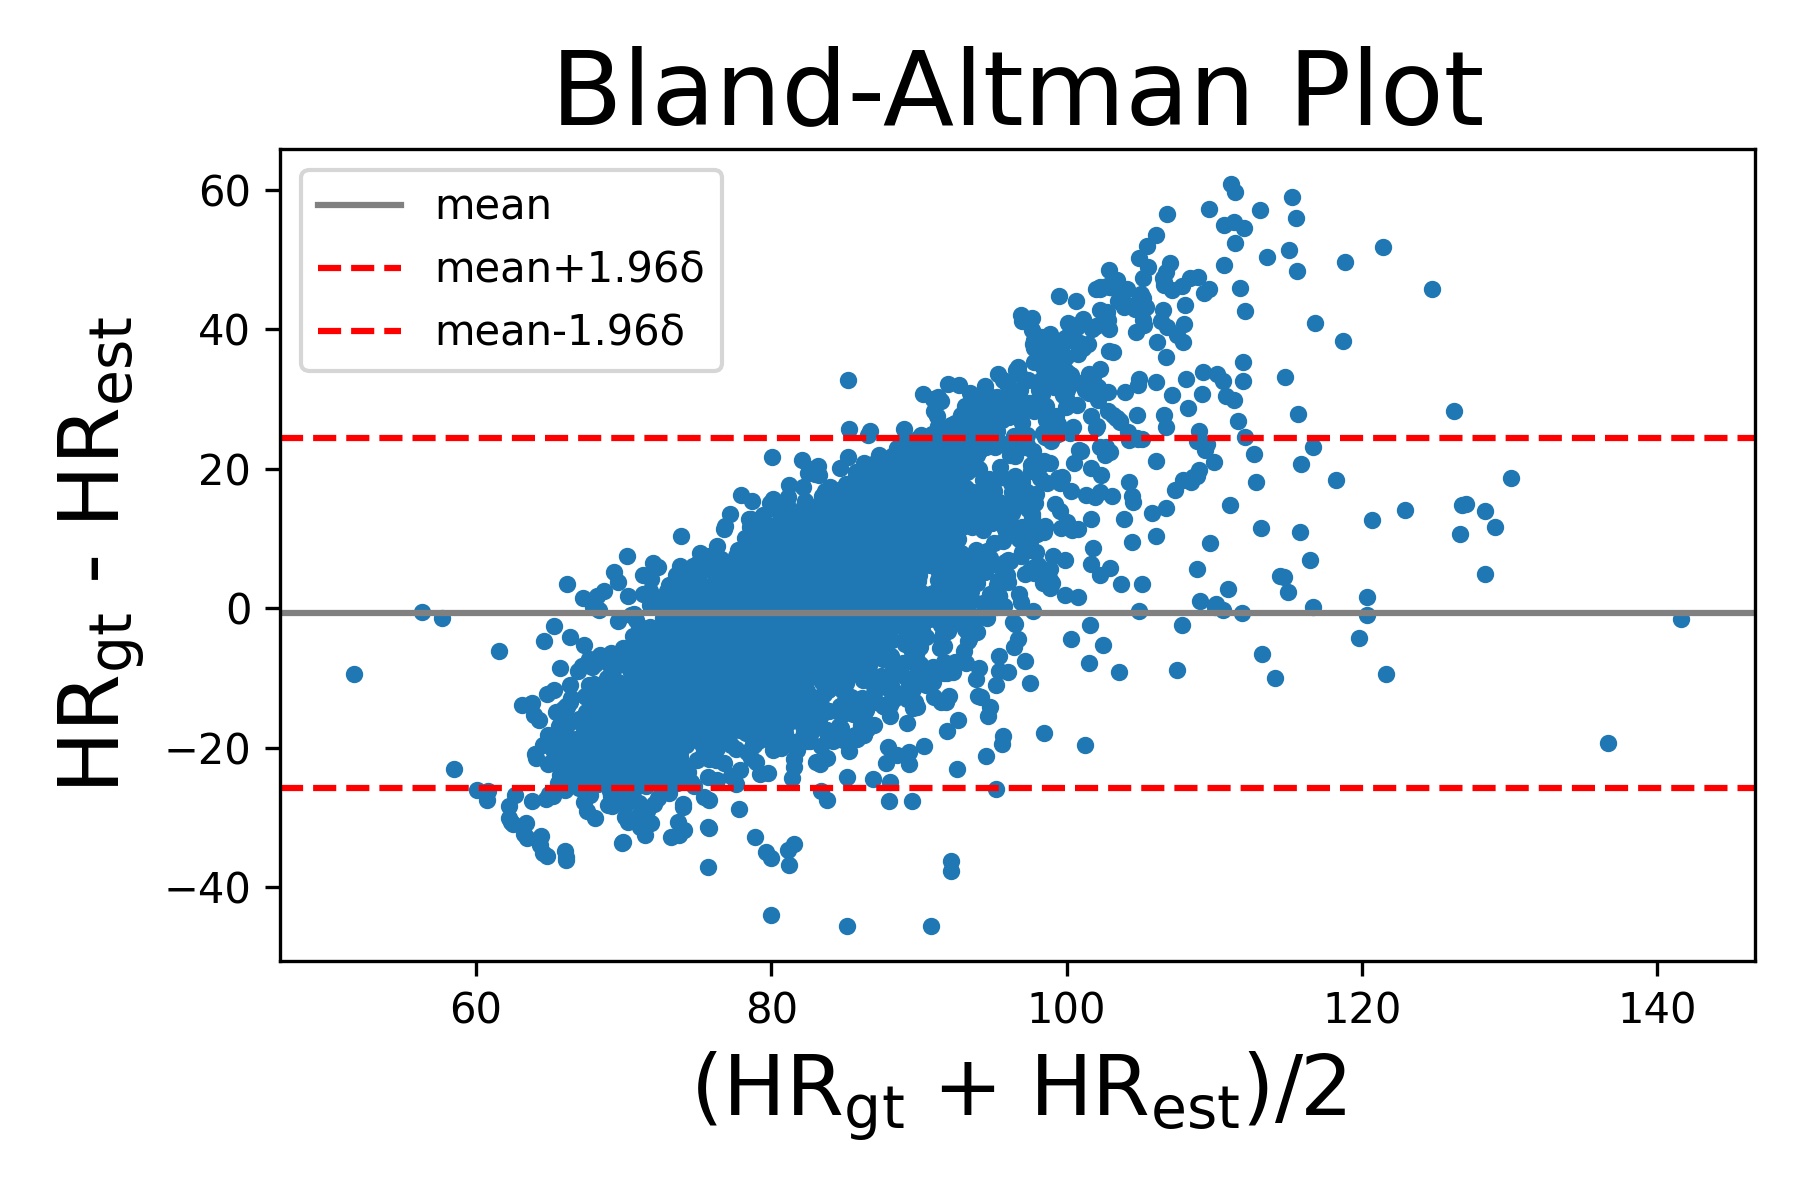 Bland-Altman Plot
mean
mean+1.96δ
mean-1.96δ
60
40
20
0
−20
−40
HRgt - HRest
60 80 100 120 140
(HRgt + HRest)/2